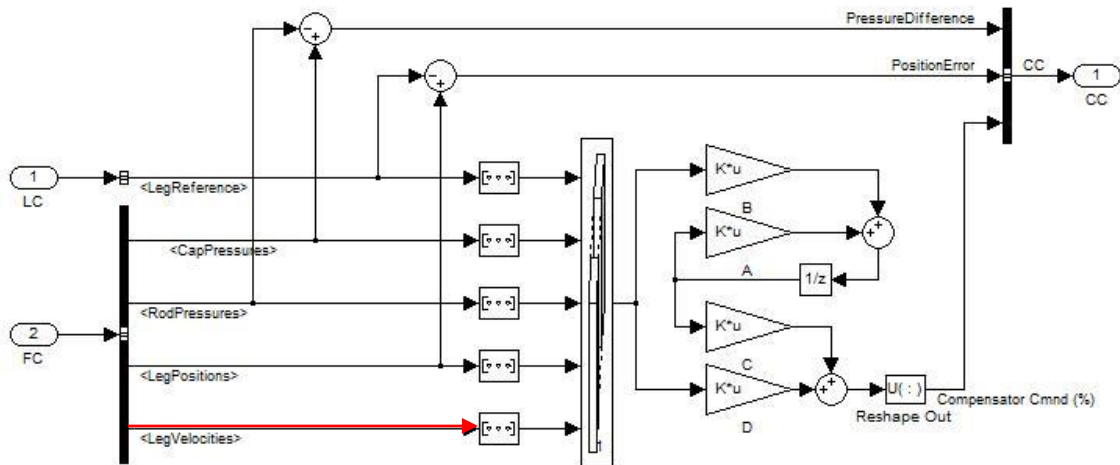 PressureDifference
PositionError
CC
1
CC
1
LC
<LegReference>
<CapPressures>
<RodPressures>
2
FC
<LegPositions>
<LegVelocities>
K*u
B
K*u
A
1/z
K*u
C
K*u
D
U( : )
Reshape Out
Compensator Cmnd (%)
1